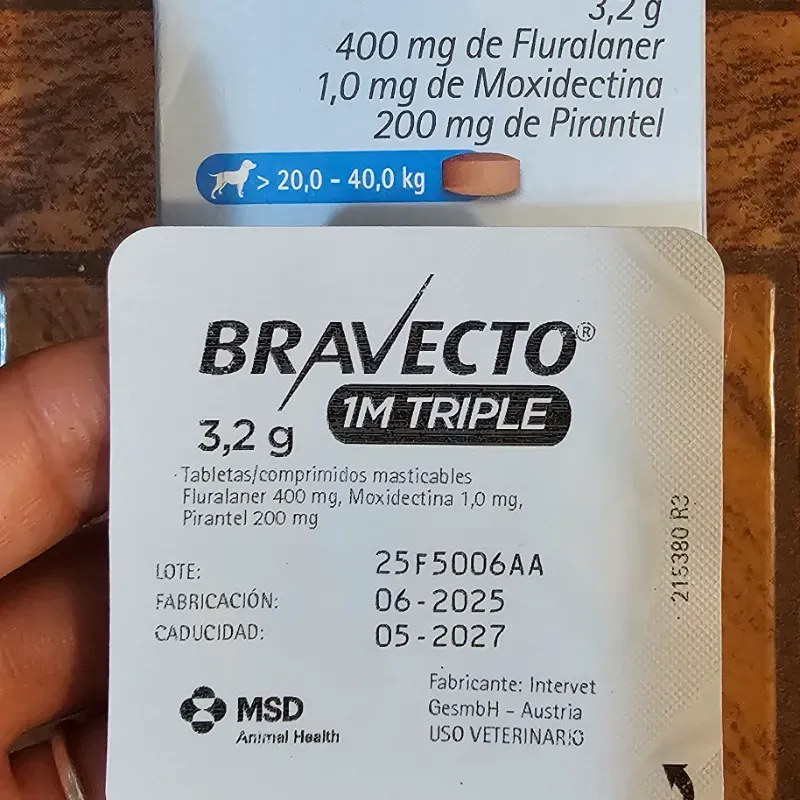 3,2 g
400 mg de Fluralaner
1,0 mg de Moxidectina
200 mg de Pirantel
> 20,0 - 40,0 kg
BRAVECTO®
1M TRIPLE
3,2 g
Tabletas/comprimidos masticables
Fluralaner 400 mg, Moxidectina 1,0 mg,
Pirantel 200 mg
LOTE: 25F5006AA
FABRICACIÓN: 06-2025
CADUCIDAD: 05-2027
215380 R3
MSD
Animal Health
Fabricante: Intervet
GesmbH - Austria
USO VETERINARIO